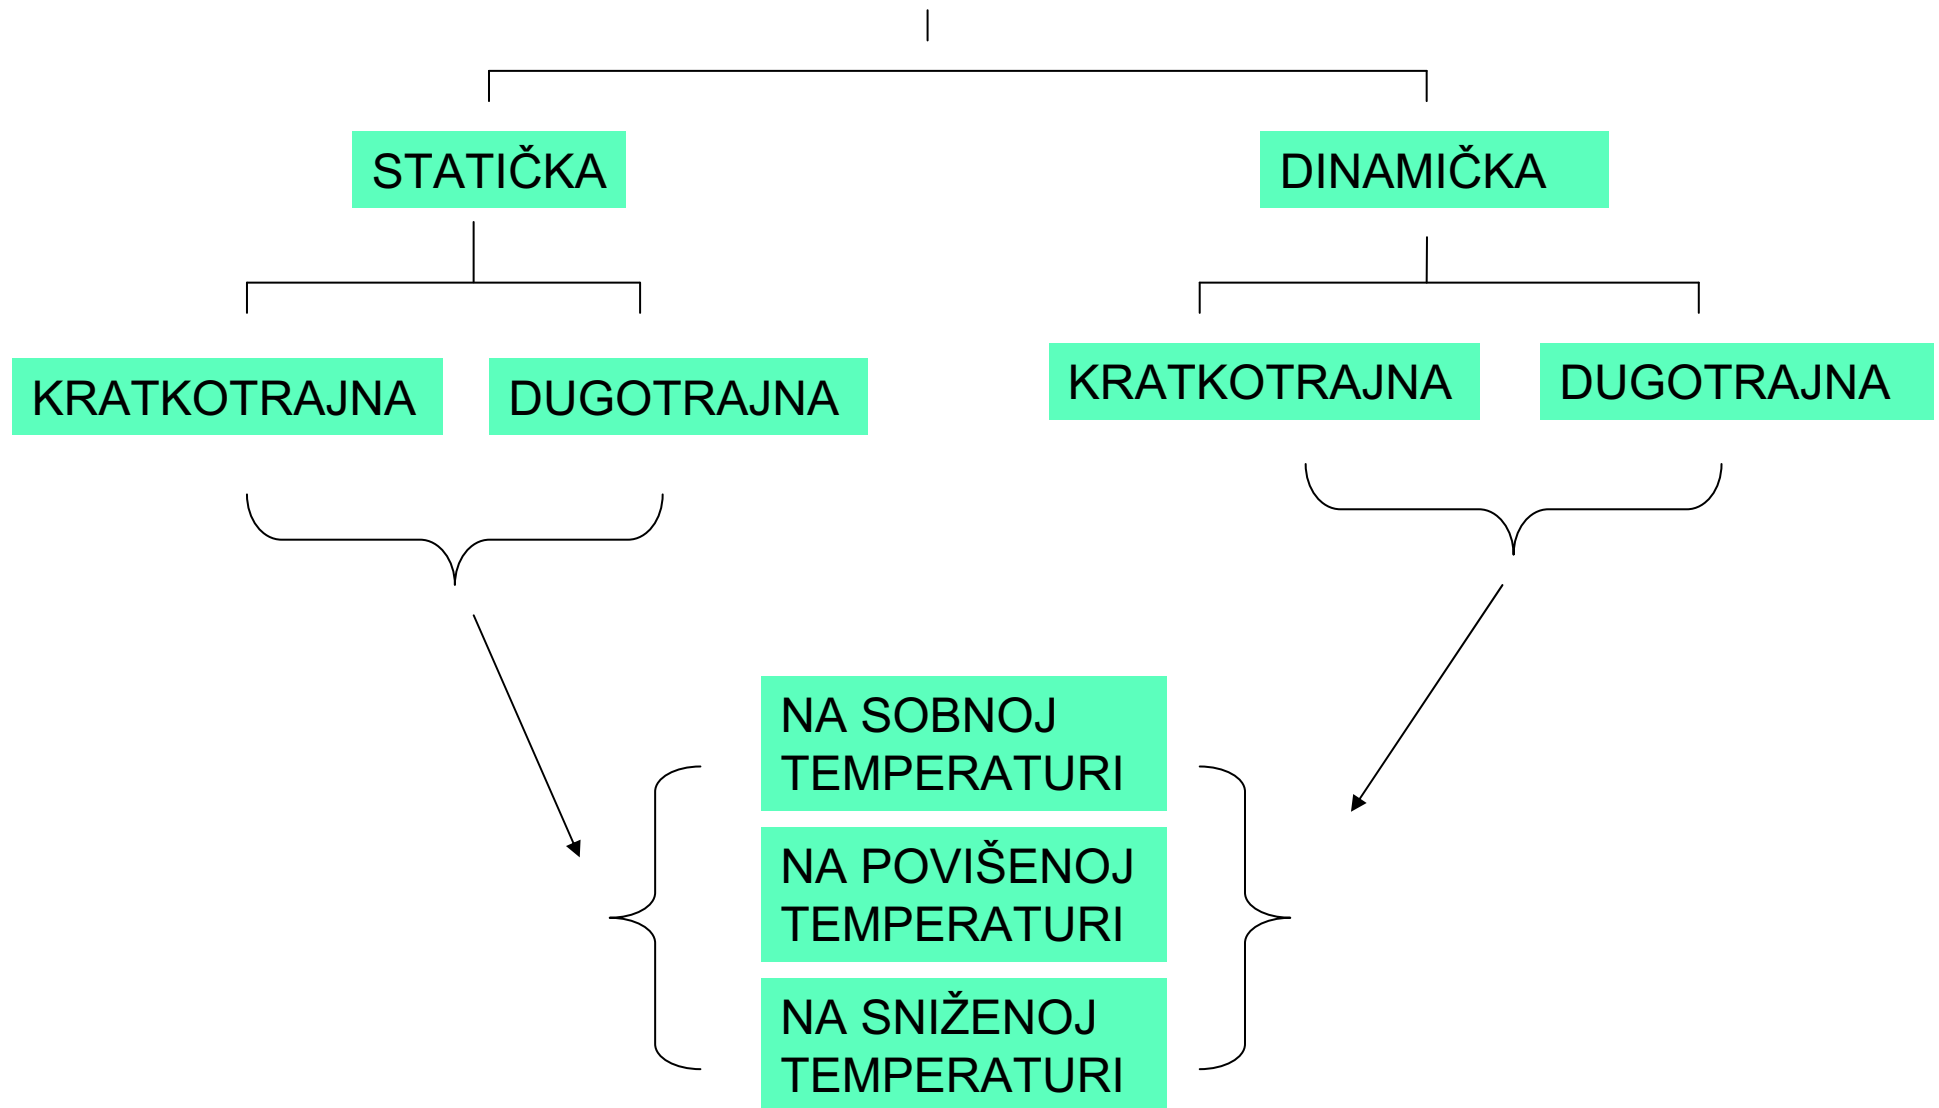 STATIČKA
DINAMIČKA
KRATKOTRAJNA
DUGOTRAJNA
KRATKOTRAJNA
DUGOTRAJNA
NA SOBNOJ
TEMPERATURI
NA POVIŠENOJ
TEMPERATURI
NA SNIŽENOJ
TEMPERATURI